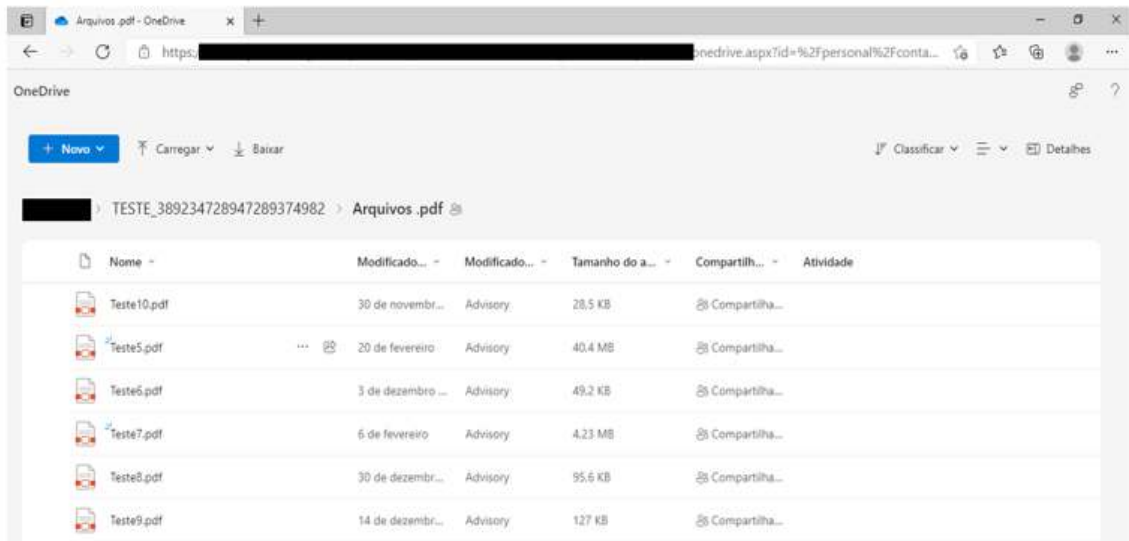 Arquivos .pdf - OneDrive
https:/ onedrive.aspx?id=%2Fpersonal%2Fconta...
OneDrive
+ Novo Carregar Baixar Classificar Detalhes
TESTE_389234728947289374982 > Arquivos .pdf
Nome Modificado... Modificado... Tamanho do a... Compartilh... Atividade
Teste10.pdf 30 de novembr... Advisory 28,5 KB Compartilha...
Teste5.pdf ... 20 de fevereiro Advisory 40.4 MB Compartilha...
Teste6.pdf 3 de dezembro ... Advisory 49,2 KB Compartilha...
Teste7.pdf 6 de fevereiro Advisory 4,23 MB Compartilha...
Teste8.pdf 30 de dezembr... Advisory 95,6 KB Compartilha...
Teste9.pdf 14 de dezembr... Advisory 127 KB Compartilha...